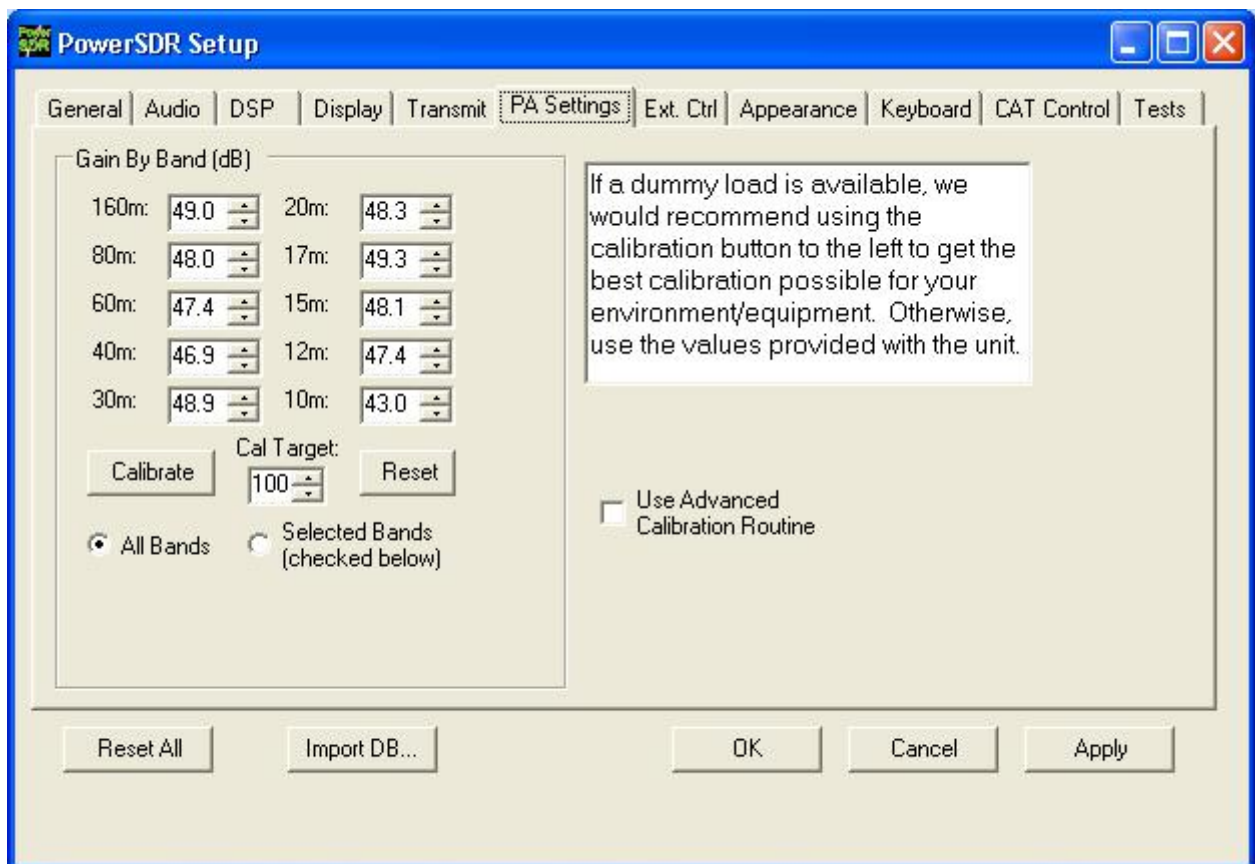 Power SDR
PowerSDR Setup
General Audio DSP Display Transmit PA Settings Ext. Ctrl Appearance Keyboard CAT Control Tests
Gain By Band (dB)
160m: 49.0 20m: 48.3
80m: 48.0 17m: 49.3
60m: 47.4 15m: 48.1
40m: 46.9 12m: 47.4
30m: 48.9 10m: 43.0
Cal Target:
Calibrate 100 Reset
All Bands Selected Bands
(checked below)
If a dummy load is available, we
would recommend using the
calibration button to the left to get the
best calibration possible for your
environment/equipment. Otherwise,
use the values provided with the unit.
Use Advanced
Calibration Routine
Reset All Import DB... OK Cancel Apply